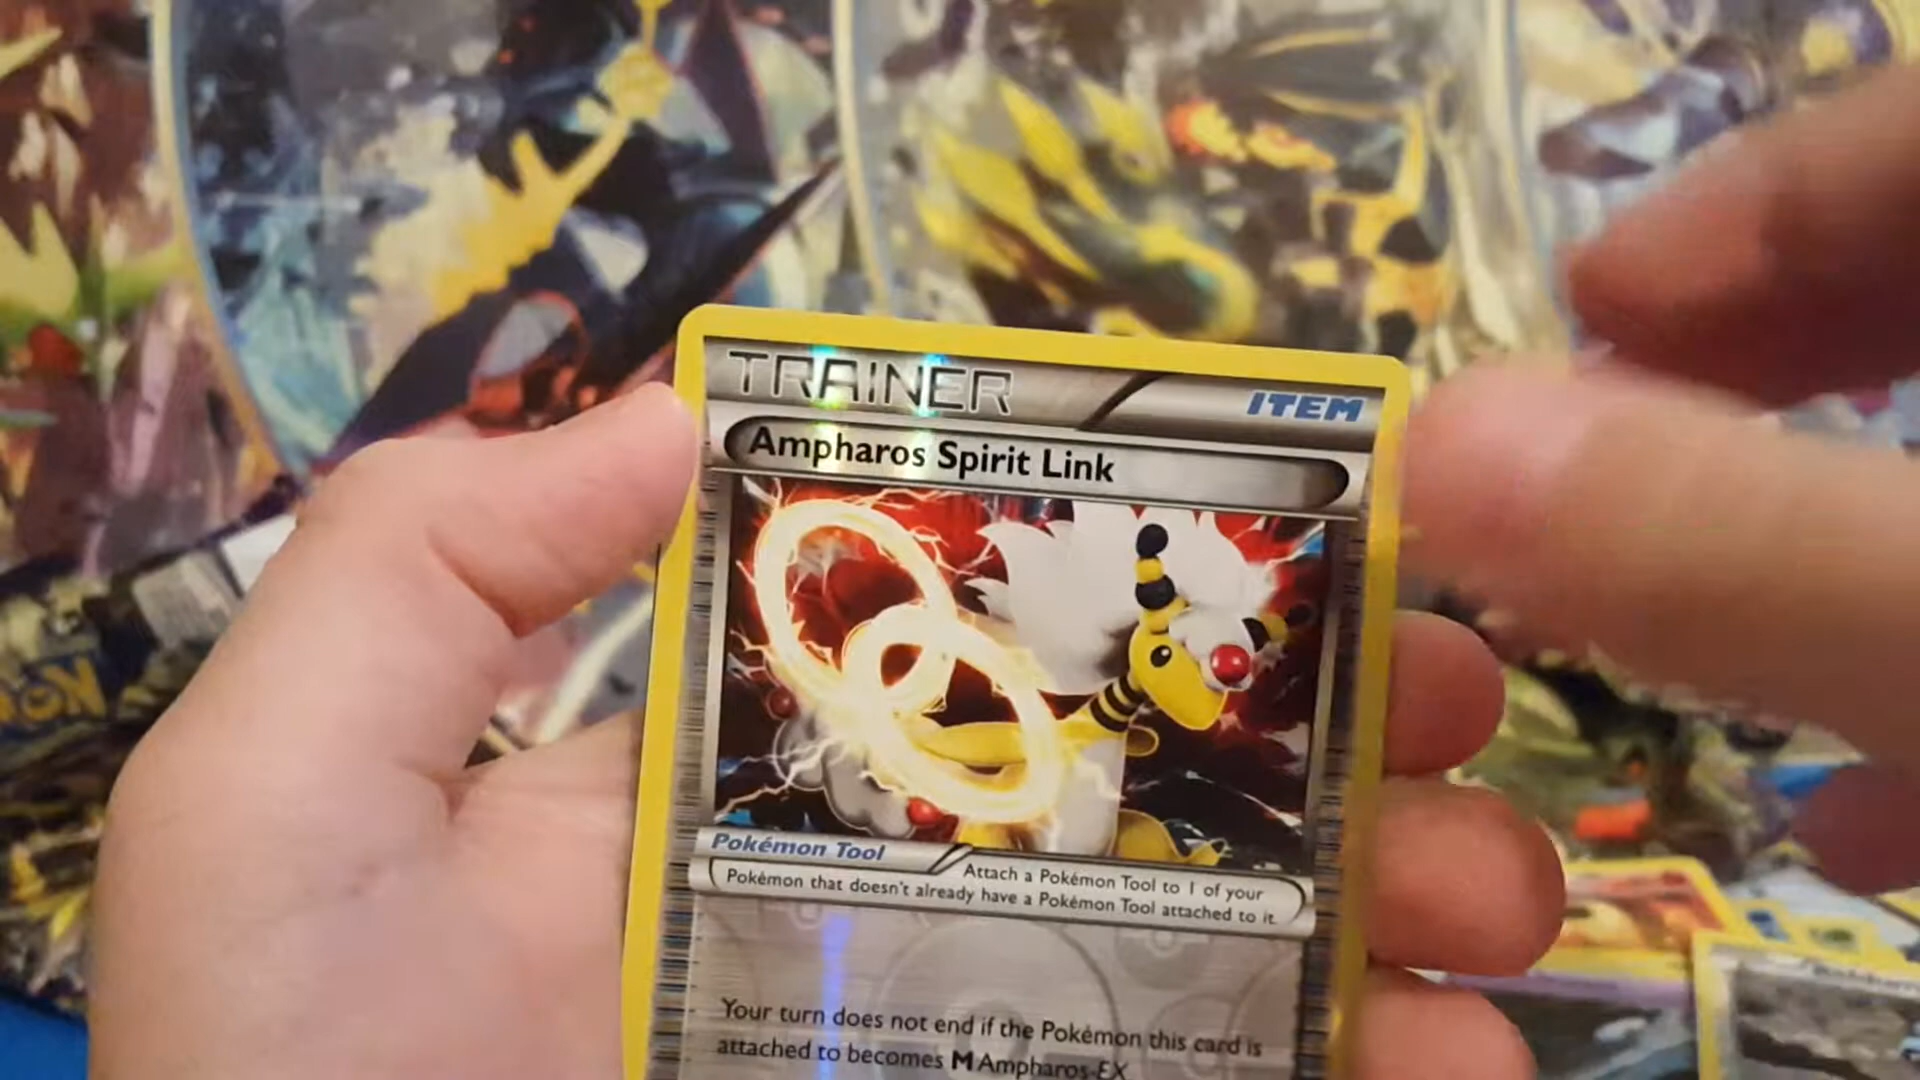 TRAINER
ITEM
Ampharos Spirit Link
Pokémon Tool
Attach a Pokémon Tool to 1 of your
Pokémon that doesn't already have a Pokémon Tool attached to it.
Your turn does not end if the Pokémon this card is
attached to becomes M Ampharos-EX